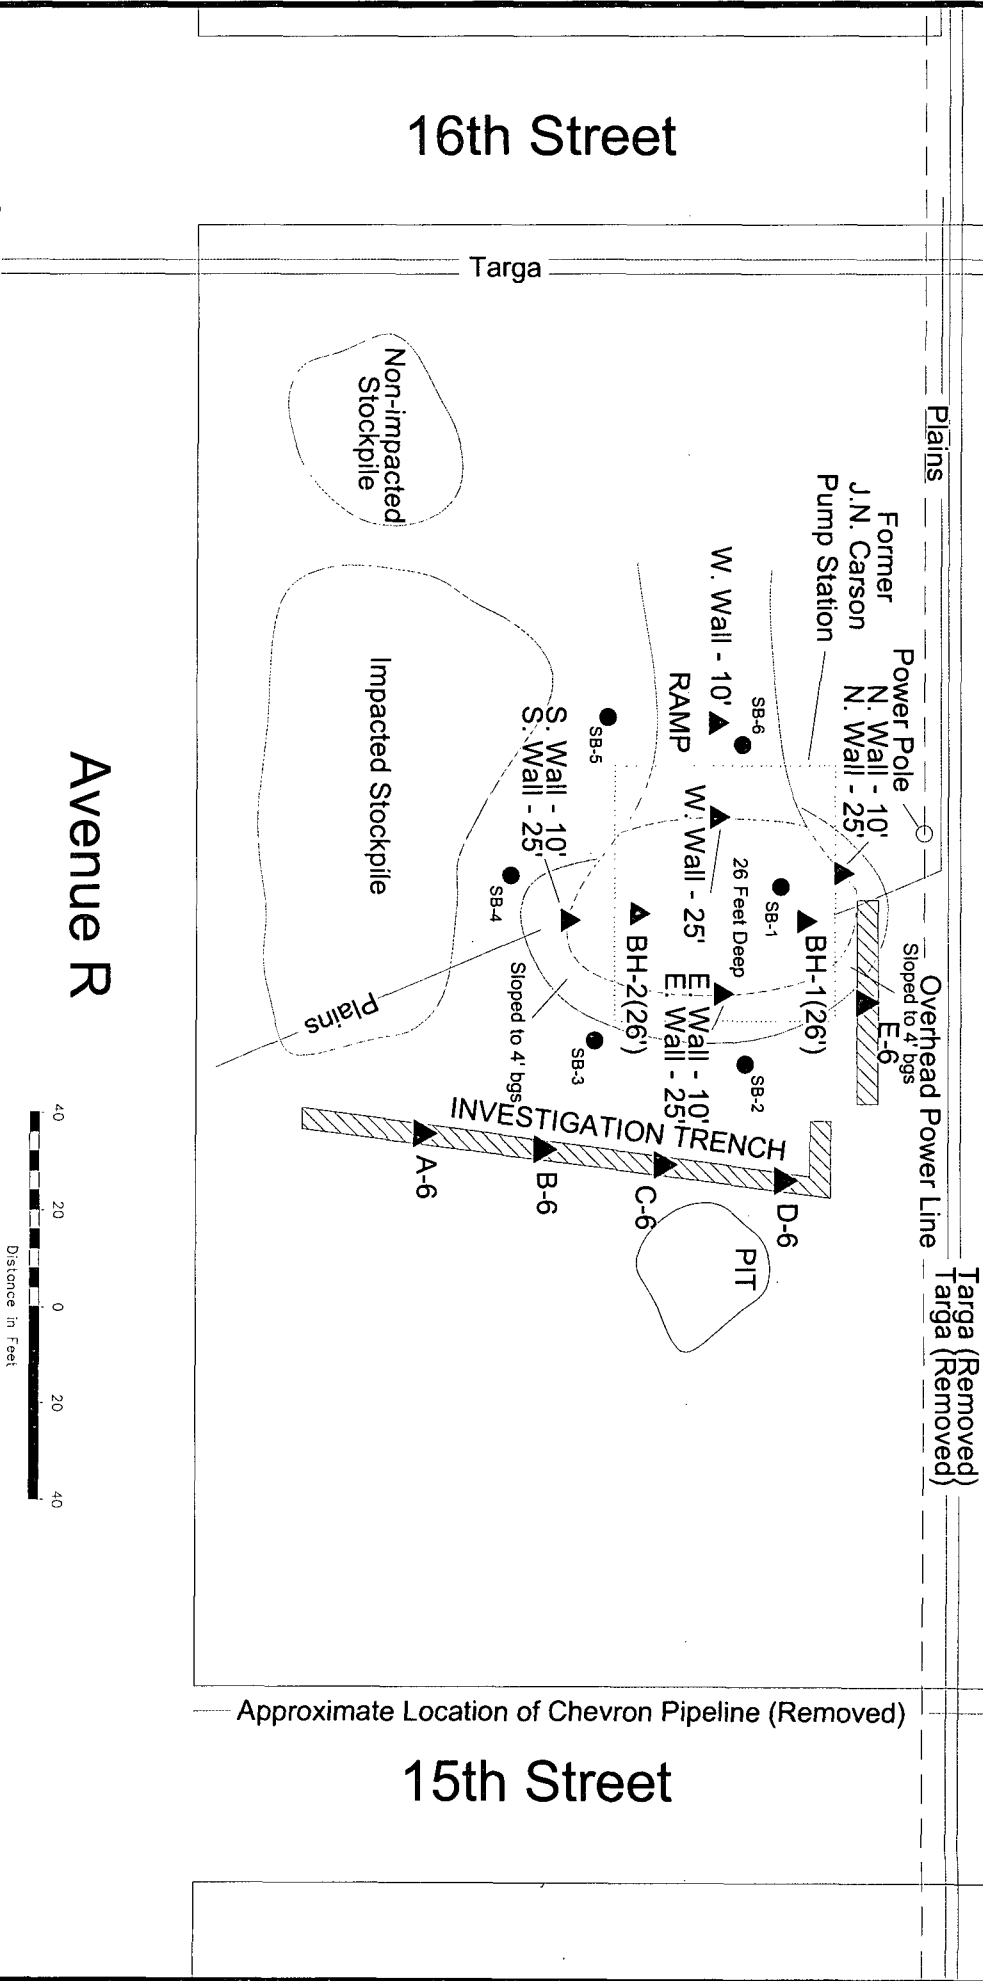 16th Street
Targa
Non-impacted
Stockpile
Plains
Former
J.N. Carson
Pump Station
Power Pole
N. Wall - 10'
N. Wall - 25'
W. Wall - 10'
RAMP
SB-6
SB-5
S. Wall - 10'
S. Wall - 25'
Impacted Stockpile
W. Wall - 25'
26 Feet Deep
SB-1
BH-1(26')
SB-4
BH-2(26')
E. Wall - 10'
E. Wall - 25'
Sloped to 4' bgs
Overhead Power Line
E-6
Sloped to 4' bgs
Plains
SB-3
SB-2
INVESTIGATION TRENCH
A-6
B-6
C-6
D-6
PIT
Targa (Removed)
Targa (Removed)
Avenue R
40
20
0
20
40
Distance in Feet
Approximate Location of Chevron Pipeline (Removed)
15th Street